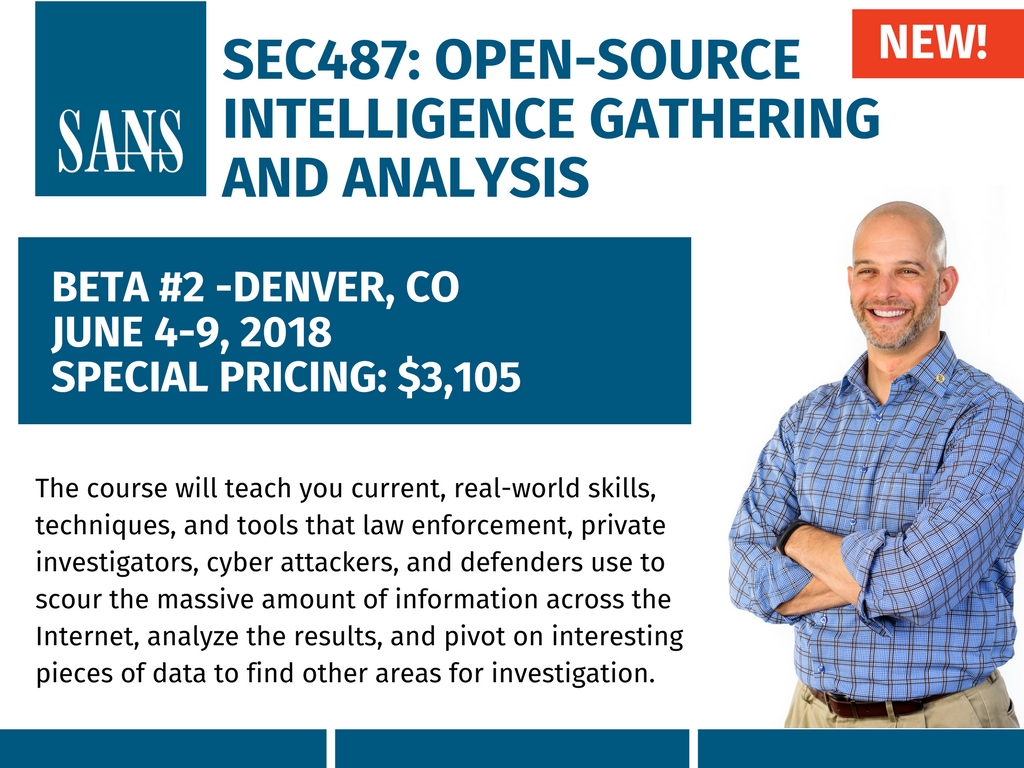 SANS
SEC487: OPEN-SOURCE
INTELLIGENCE GATHERING
AND ANALYSIS
NEW!
BETA #2 -DENVER, CO
JUNE 4-9, 2018
SPECIAL PRICING: $3,105
The course will teach you current, real-world skills,
techniques, and tools that law enforcement, private
investigators, cyber attackers, and defenders use to
scour the massive amount of information across the
Internet, analyze the results, and pivot on interesting
pieces of data to find other areas for investigation.